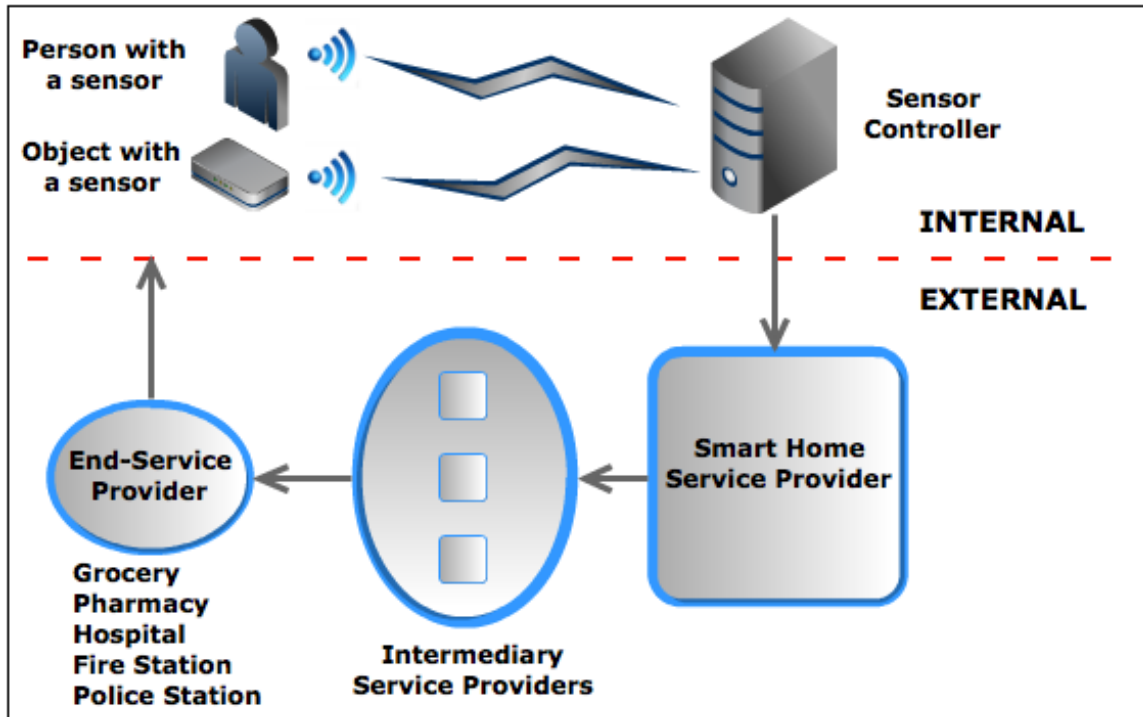 Person with
a sensor
Object with
a sensor
Sensor
Controller
INTERNAL
EXTERNAL
End-Service
Provider
Smart Home
Service Provider
Grocery
Pharmacy
Hospital
Fire Station
Police Station
Intermediary
Service Providers